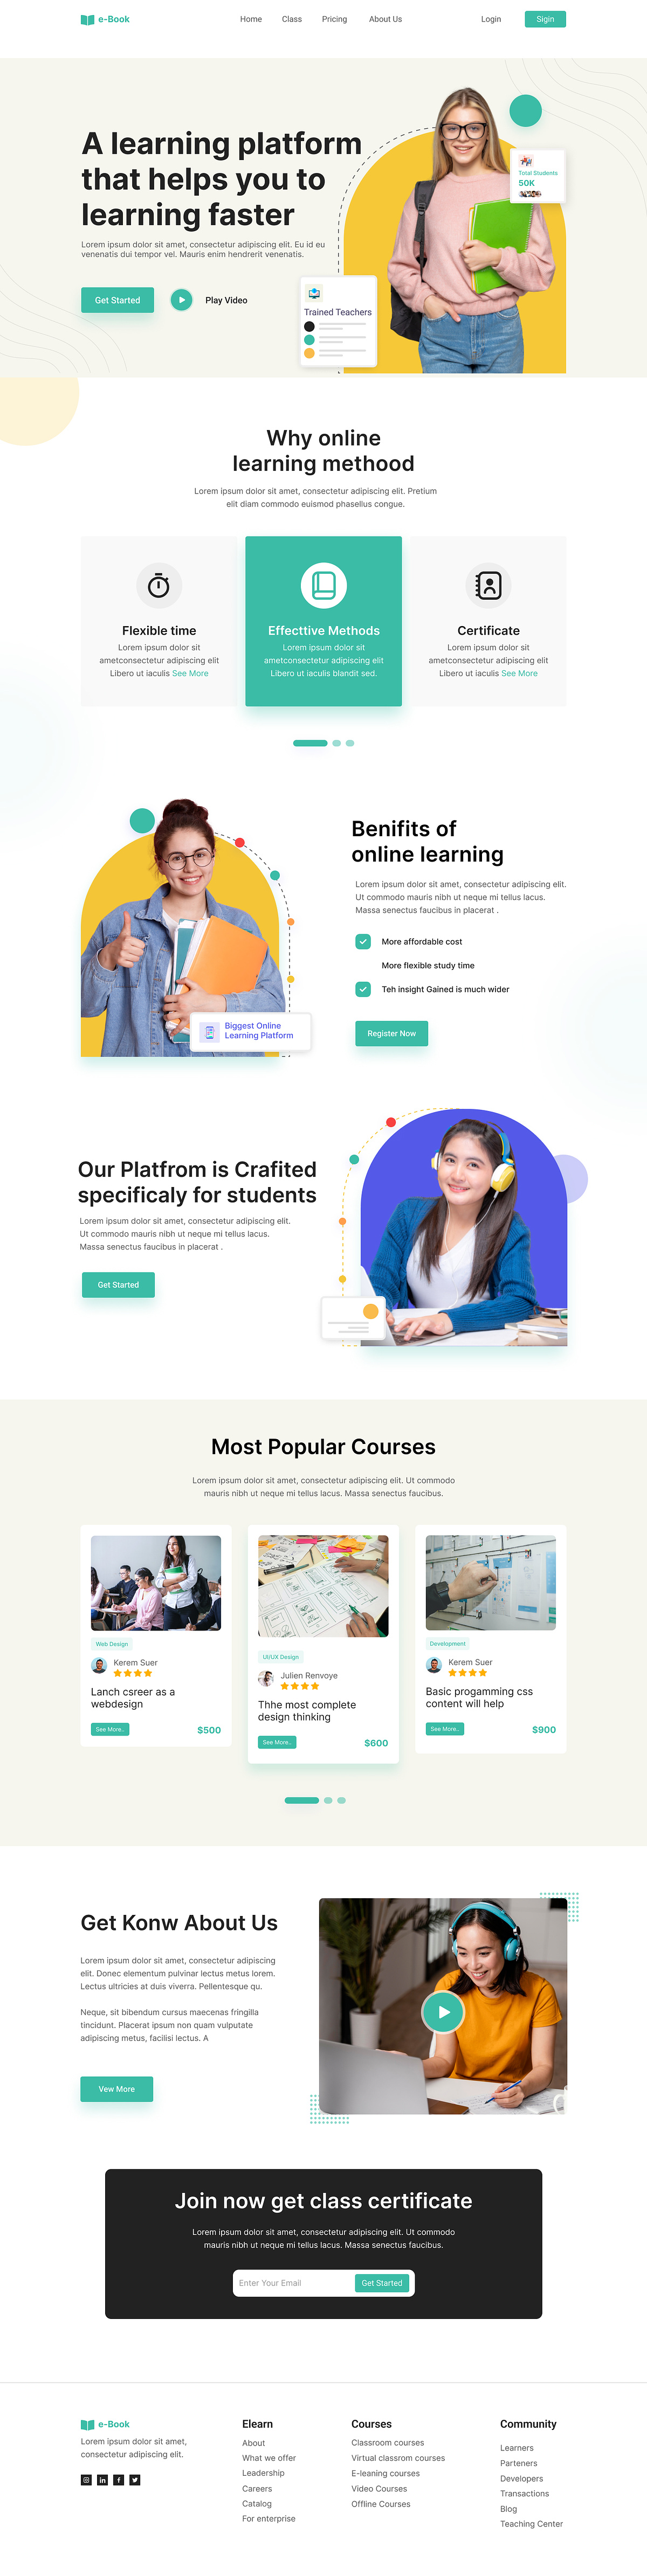 e-Book
Home
Class
Pricing
About Us
Login
Sigin
A learning platform
that helps you to
learning faster
Lorem ipsum dolor sit amet, consectetur adipiscing elit. Eu id eu
venenatis dui tempor vel. Mauris enim hendrerit venenatis.
Get Started
Play Video
Total Students
50K
Trained Teachers
Why online
learning methood
Lorem ipsum dolor sit amet, consectetur adipiscing elit. Pretium
elit diam commodo euismod phasellus congue.
Flexible time
Lorem ipsum dolor sit
ametconsectetur adipiscing elit
Libero ut iaculis See More
Effecttive Methods
Lorem ipsum dolor sit
ametconsectetur adipiscing elit
Libero ut iaculis blandit sed.
Certificate
Lorem ipsum dolor sit
ametconsectetur adipiscing elit
Libero ut iaculis See More
Benifits of
online learning
Lorem ipsum dolor sit amet, consectetur adipiscing elit.
Ut commodo mauris nibh ut neque mi tellus lacus.
Massa senectus faucibus in placerat .
More affordable cost
More flexible study time
Teh insight Gained is much wider
Register Now
Biggest Online
Learning Platform
Our Platfrom is Crafited
specificaly for students
Lorem ipsum dolor sit amet, consectetur adipiscing elit.
Ut commodo mauris nibh ut neque mi tellus lacus.
Massa senectus faucibus in placerat .
Get Started
Most Popular Courses
Lorem ipsum dolor sit amet, consectetur adipiscing elit. Ut commodo
mauris nibh ut neque mi tellus lacus. Massa senectus faucibus.
Web Design
Kerem Suer
Lanch csreer as a
webdesign
See More..
$500
UI/UX Design
Julien Renvoye
Thhe most complete
design thinking
See More..
$600
Development
Kerem Suer
Basic progamming css
content will help
See More..
$900
Get Konw About Us
Lorem ipsum dolor sit amet, consectetur adipiscing
elit. Donec elementum pulvinar lectus metus lorem.
Lectus ultricies at duis viverra. Pellentesque qu.
Neque, sit bibendum cursus maecenas fringilla
tincidunt. Placerat ipsum non quam vulputate
adipiscing metus, facilisi lectus. A
Vew More
Join now get class certificate
Lorem ipsum dolor sit amet, consectetur adipiscing elit. Ut commodo
mauris nibh ut neque mi tellus lacus. Massa senectus faucibus.
Enter Your Email
Get Started
e-Book
Lorem ipsum dolor sit amet,
consectetur adipiscing elit.
Elearn
About
What we offer
Leadership
Careers
Catalog
For enterprise
Courses
Classroom courses
Virtual classrom courses
E-leaning courses
Video Courses
Offline Courses
Community
Learners
Parteners
Developers
Transactions
Blog
Teaching Center